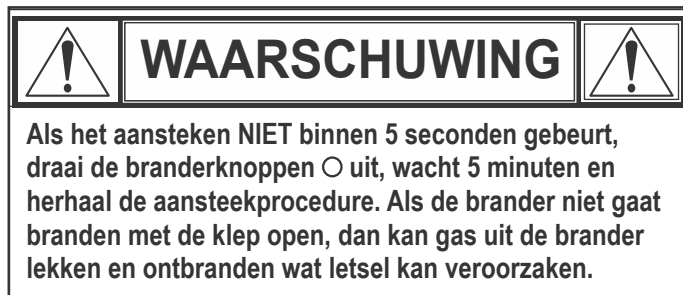 WAARSCHUWING
Als het aansteken NIET binnen 5 seconden gebeurt,
draai de branderknoppen O uit, wacht 5 minuten en
herhaal de aansteekprocedure. Als de brander niet gaat
branden met de klep open, dan kan gas uit de brander
lekken en ontbranden wat letsel kan veroorzaken.